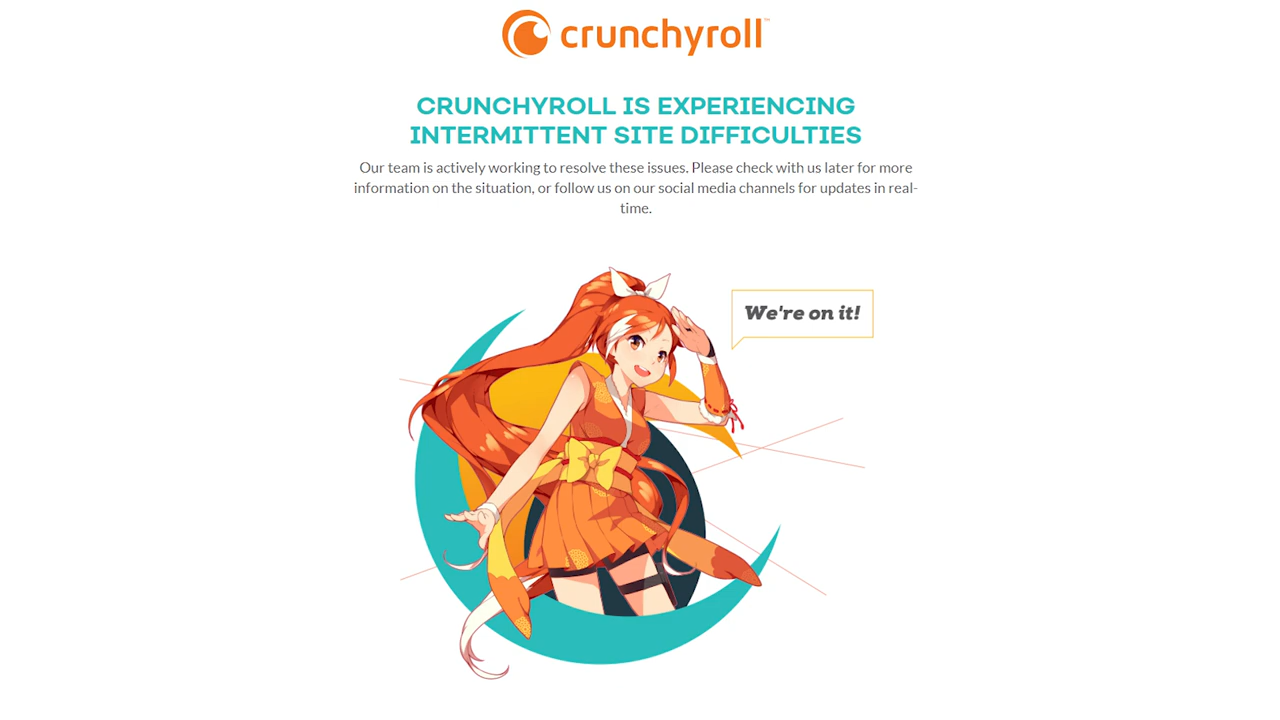 crunchyroll™
CRUNCHYROLL IS EXPERIENCING
INTERMITTENT SITE DIFFICULTIES
Our team is actively working to resolve these issues. Please check with us later for more
information on the situation, or follow us on our social media channels for updates in real-
time.
We're on it!